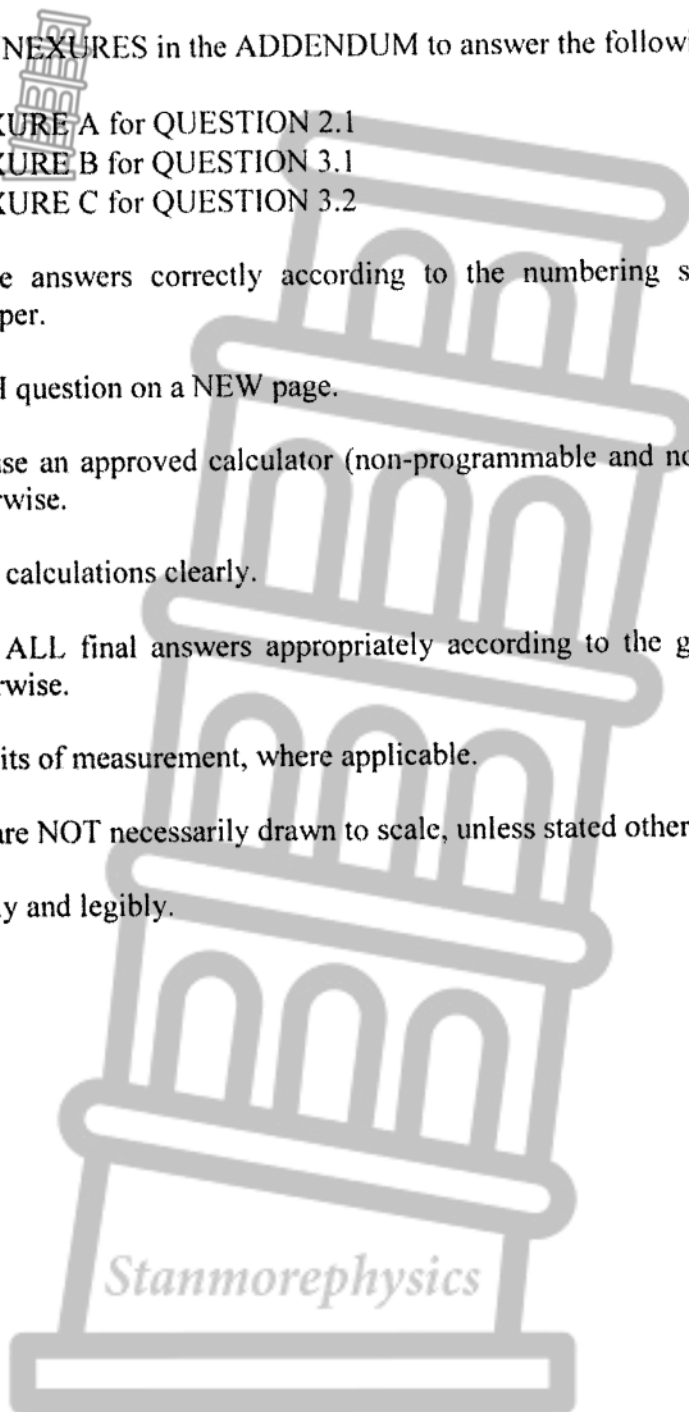 NEXURES in the ADDENDUM to answer the followi
XURE A for QUESTION 2.1
XURE B for QUESTION 3.1
XURE C for QUESTION 3.2
e answers correctly according to the numbering s
per.
H question on a NEW page.
se an approved calculator (non-programmable and no
rwise.
calculations clearly.
ALL final answers appropriately according to the g
rwise.
its of measurement, where applicable.
are NOT necessarily drawn to scale, unless stated other
ly and legibly.
Stanmorephysics